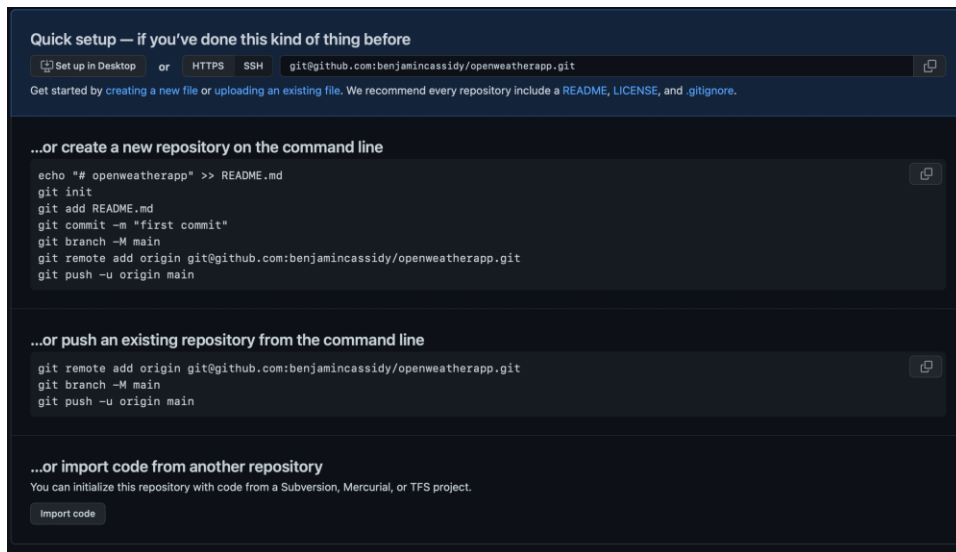 Quick setup — if you've done this kind of thing before
Set up in Desktop or HTTPS SSH git@github.com:benjamincassidy/openweatherapp.git
Get started by creating a new file or uploading an existing file. We recommend every repository include a README, LICENSE, and .gitignore.
...or create a new repository on the command line
echo "# openweatherapp" >> README.md
git init
git add README.md
git commit -m "first commit"
git branch -M main
git remote add origin git@github.com:benjamincassidy/openweatherapp.git
git push -u origin main
...or push an existing repository from the command line
git remote add origin git@github.com:benjamincassidy/openweatherapp.git
git branch -M main
git push -u origin main
...or import code from another repository
You can initialize this repository with code from a Subversion, Mercurial, or TFS project.
Import code